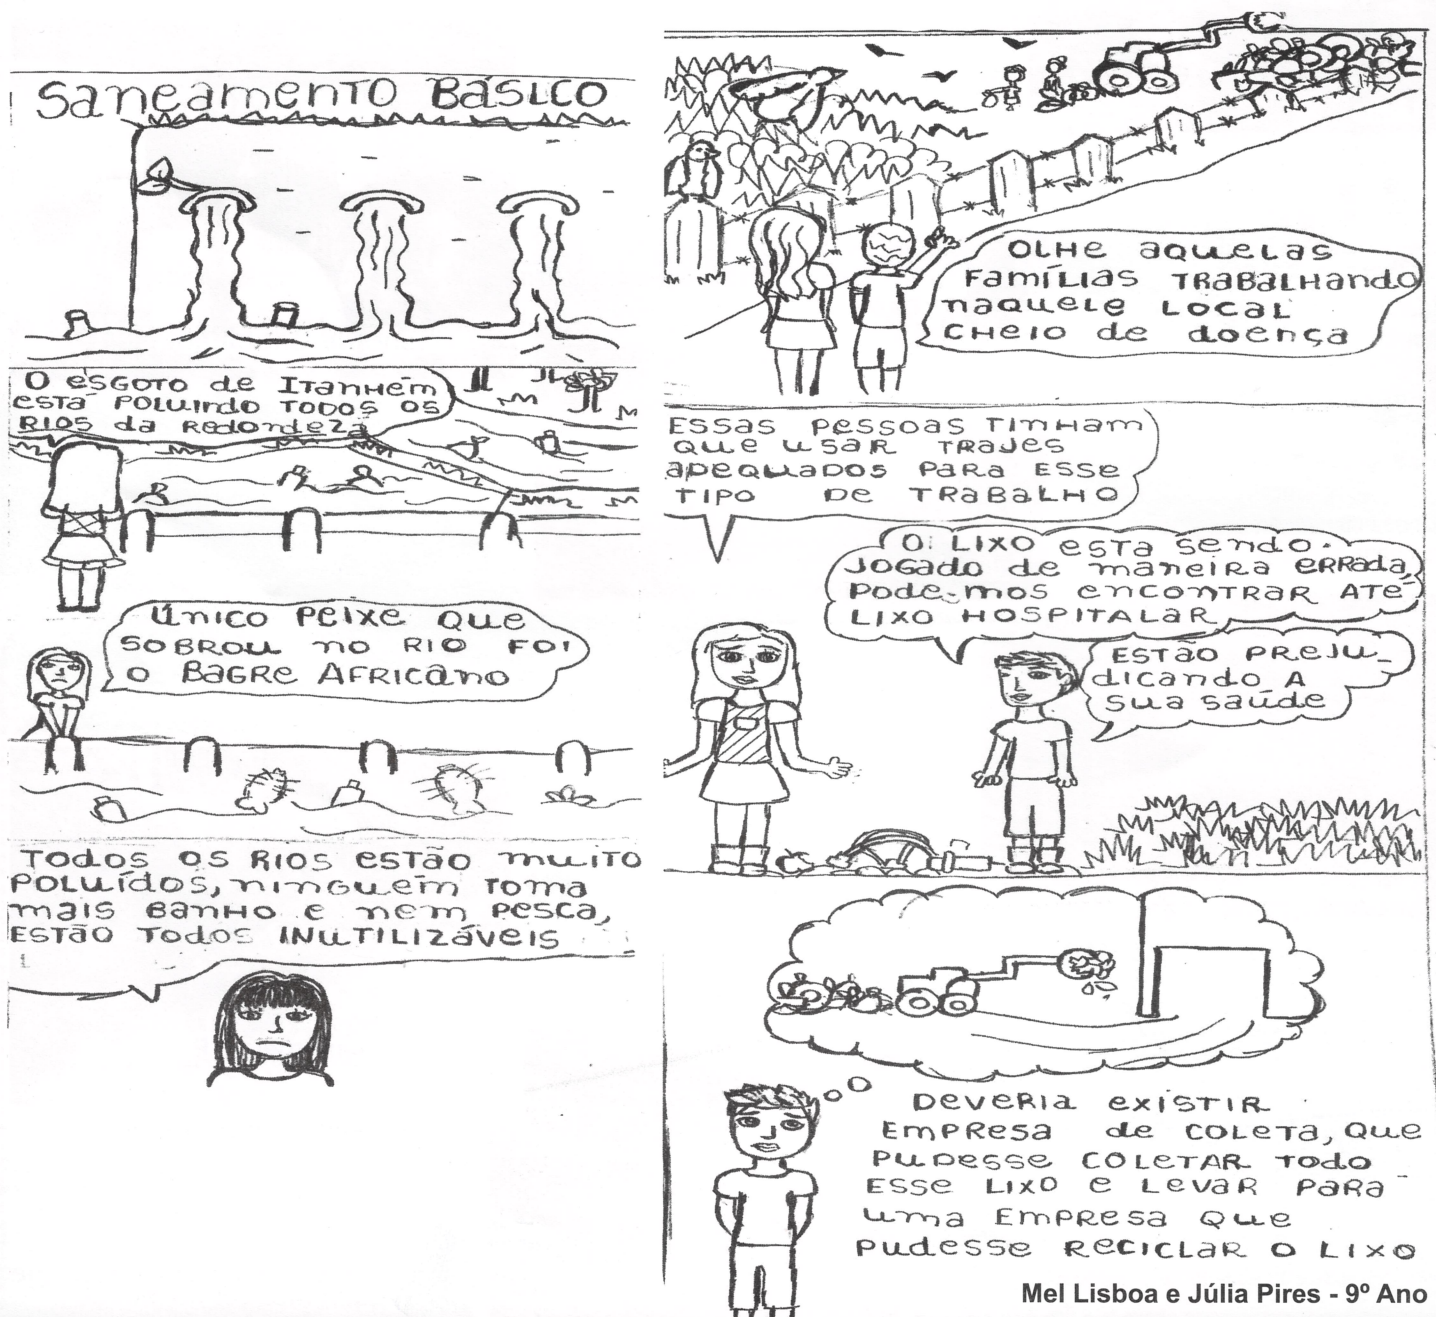 Saneamento Básico
O esgoto de Itanhém
está poluindo todos os
rios da redondeza
Único peixe que
sobrou no rio foi
o Bagre Africano
Todos os rios estão muito
poluídos, ninguém toma
mais banho e nem pesca,
estão todos inutilizáveis
Olhe aquelas
famílias trabalhando
naquele local
cheio de doença
Essas pessoas tinham
que usar trajes
adequados para esse
tipo de trabalho
O lixo esta sendo
jogado de maneira errada,
pode-mos encontrar até
lixo hospitalar
Estão preju-
dicando a
sua saúde
Deveria existir
empresa de coleta, que
pudesse coletar todo
esse lixo e levar para
uma empresa que
pudesse reciclar o lixo
Mel Lisboa e Júlia Pires - 9º Ano